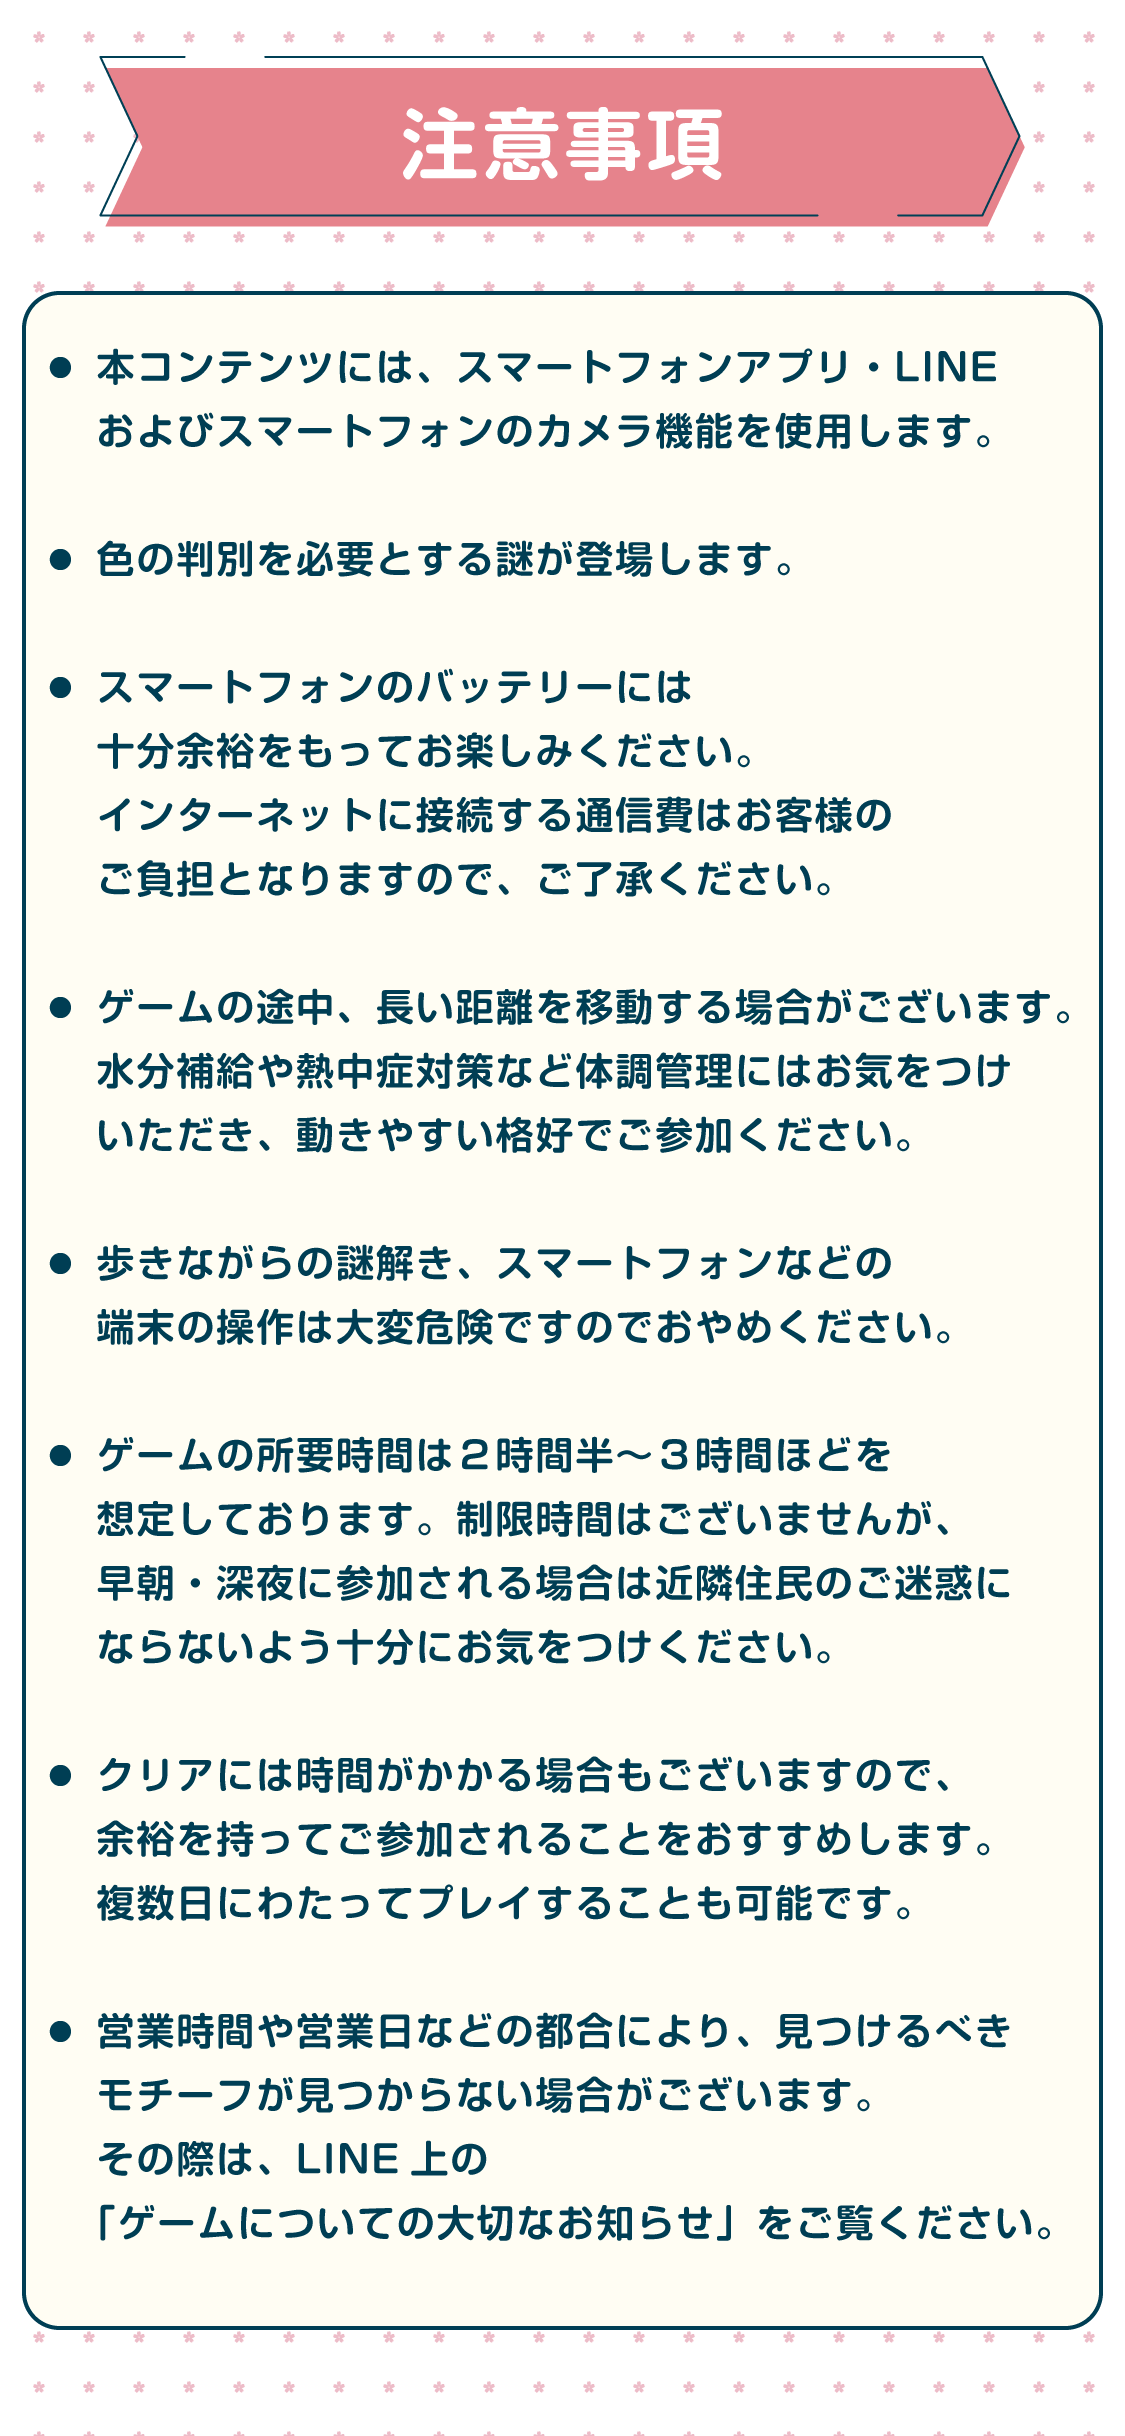 注意事項
● 本コンテンツには、スマートフォンアプリ・LINE
およびスマートフォンのカメラ機能を使用します。
● 色の判別を必要とする謎が登場します。
● スマートフォンのバッテリーには
十分余裕をもってお楽しみください。
インターネットに接続する通信費はお客様の
ご負担となりますので、ご了承ください。
● ゲームの途中、長い距離を移動する場合がございます。
水分補給や熱中症対策など体調管理にはお気をつけ
いただき、動きやすい格好でご参加ください。
● 歩きながらの謎解き、スマートフォンなどの
端末の操作は大変危険ですのでおやめください。
● ゲームの所要時間は２時間半〜３時間ほどを
想定しております。制限時間はございませんが、
早朝・深夜に参加される場合は近隣住民のご迷惑に
ならないよう十分にお気をつけください。
● クリアには時間がかかる場合もございますので、
余裕を持ってご参加されることをおすすめします。
複数日にわたってプレイすることも可能です。
● 営業時間や営業日などの都合により、見つけるべき
モチーフが見つからない場合がございます。
その際は、LINE 上の
「ゲームについての大切なお知らせ」をご覧ください。